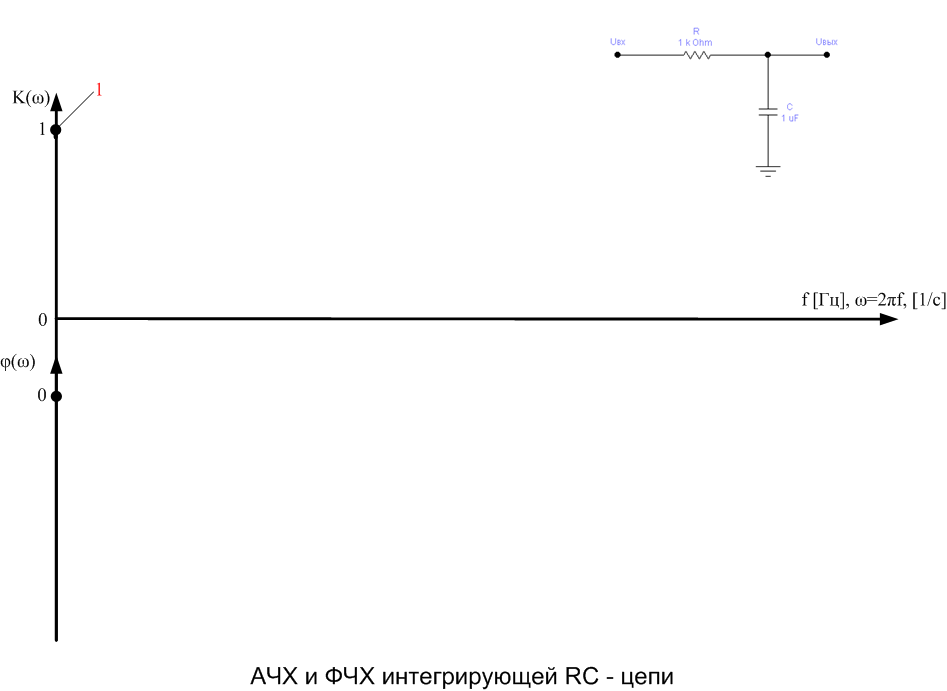 Uвх
R
1 k Ohm
Uвых
K(ω)
1
1
C
1 uF
f [Гц], ω=2πf, [1/c]
0
φ(ω)
0
АЧХ и ФЧХ интегрирующей RC - цепи